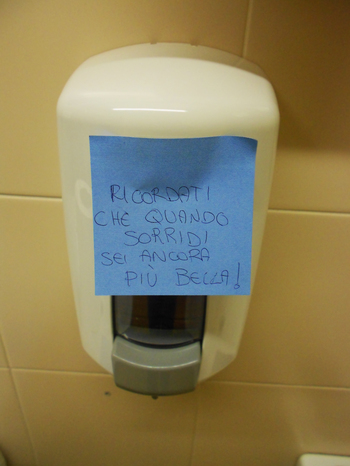 RICORDATI
CHE QUANDO
SORRIDI
SEI ANCORA
PIÙ BELLA!